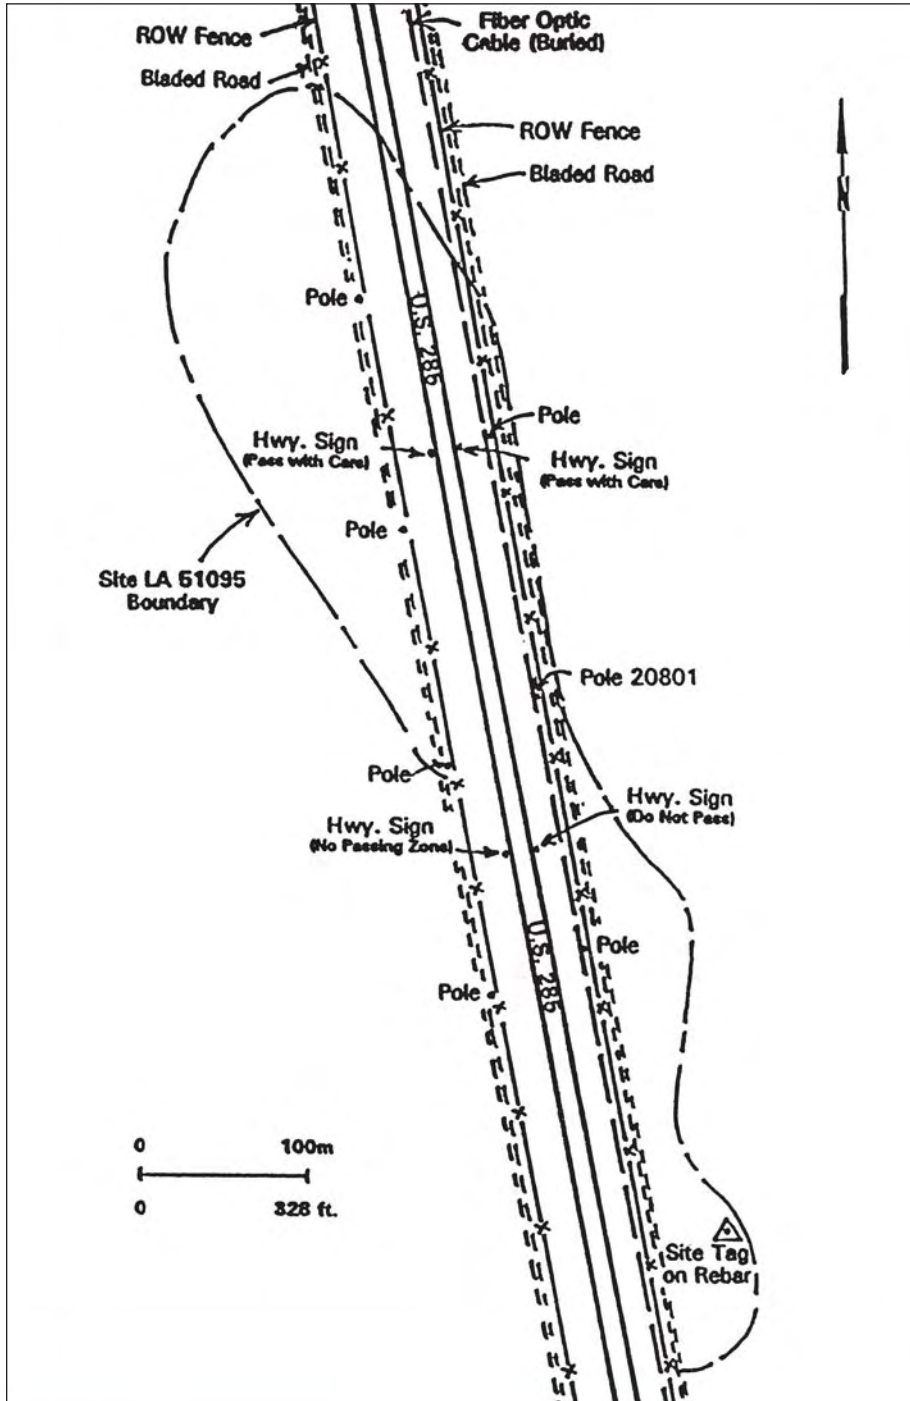 ROW Fence
Fiber Optic
Cable (Buried)
Bladed Road
ROW Fence
Bladed Road
N
Pole
U.S. 285
Pole
Hwy. Sign
(Pass with Care)
Hwy. Sign
(Pass with Care)
Pole
Site LA 51095
Boundary
Pole 20801
Pole
Hwy. Sign
(Do Not Pass)
Hwy. Sign
(No Passing Zone)
U.S. 285
Pole
Pole
0 100m
0 328 ft.
Site Tag
on Rebar